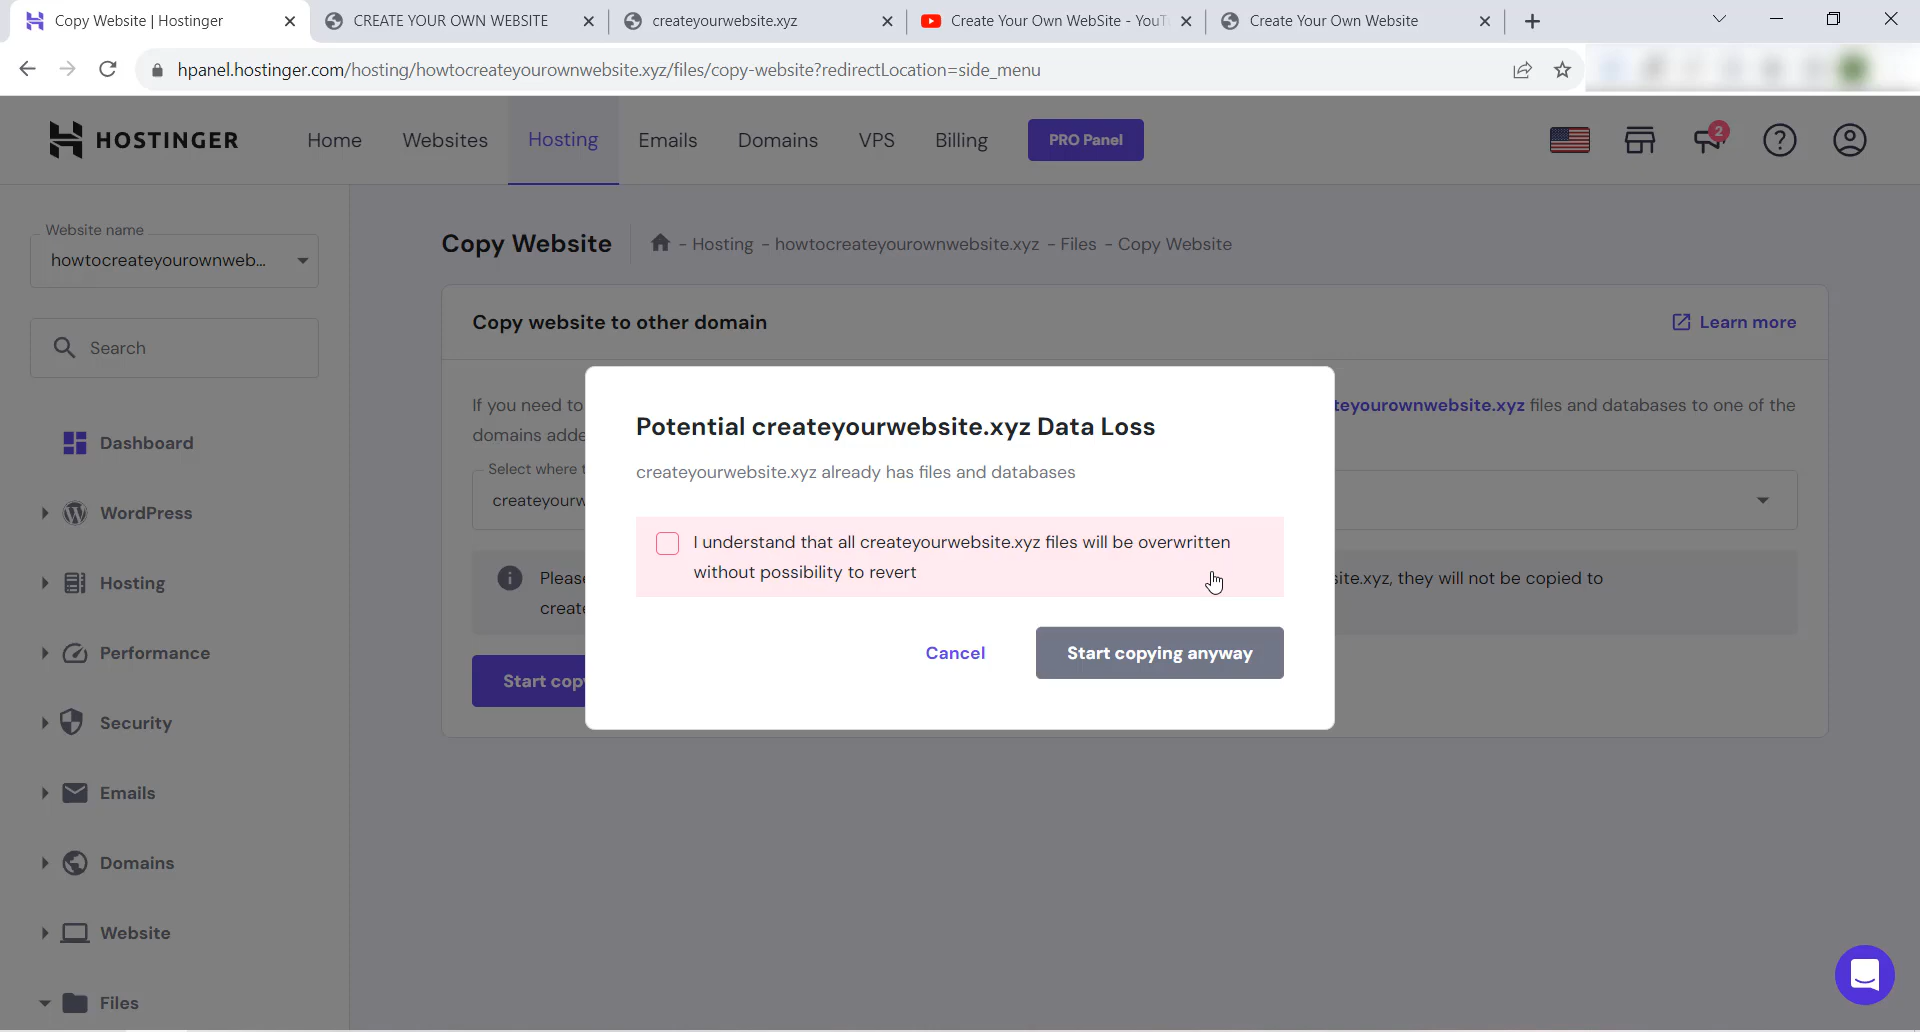 Copy Website | Hostinger
CREATE YOUR OWN WEBSITE
createyourwebsite.xyz
Create Your Own WebSite - YouT
Create Your Own Website
hpanel.hostinger.com/hosting/howtocreateyourownwebsite.xyz/files/copy-website?redirectLocation=side_menu
HOSTINGER
Home
Websites
Hosting
Emails
Domains
VPS
Billing
PRO Panel
2
Website name
howtocreateyourownweb...
Search
Dashboard
WordPress
Hosting
Performance
Security
Emails
Domains
Website
Files
Copy Website
- Hosting - howtocreateyourownwebsite.xyz - Files - Copy Website
Copy website to other domain
Learn more
If you need to
teyourownwebsite.xyz files and databases to one of the
domains adde
Select where t
createyourw
Please
ite.xyz, they will not be copied to
create
Start cop
Potential createyourwebsite.xyz Data Loss
createyourwebsite.xyz already has files and databases
I understand that all createyourwebsite.xyz files will be overwritten
without possibility to revert
Cancel
Start copying anyway